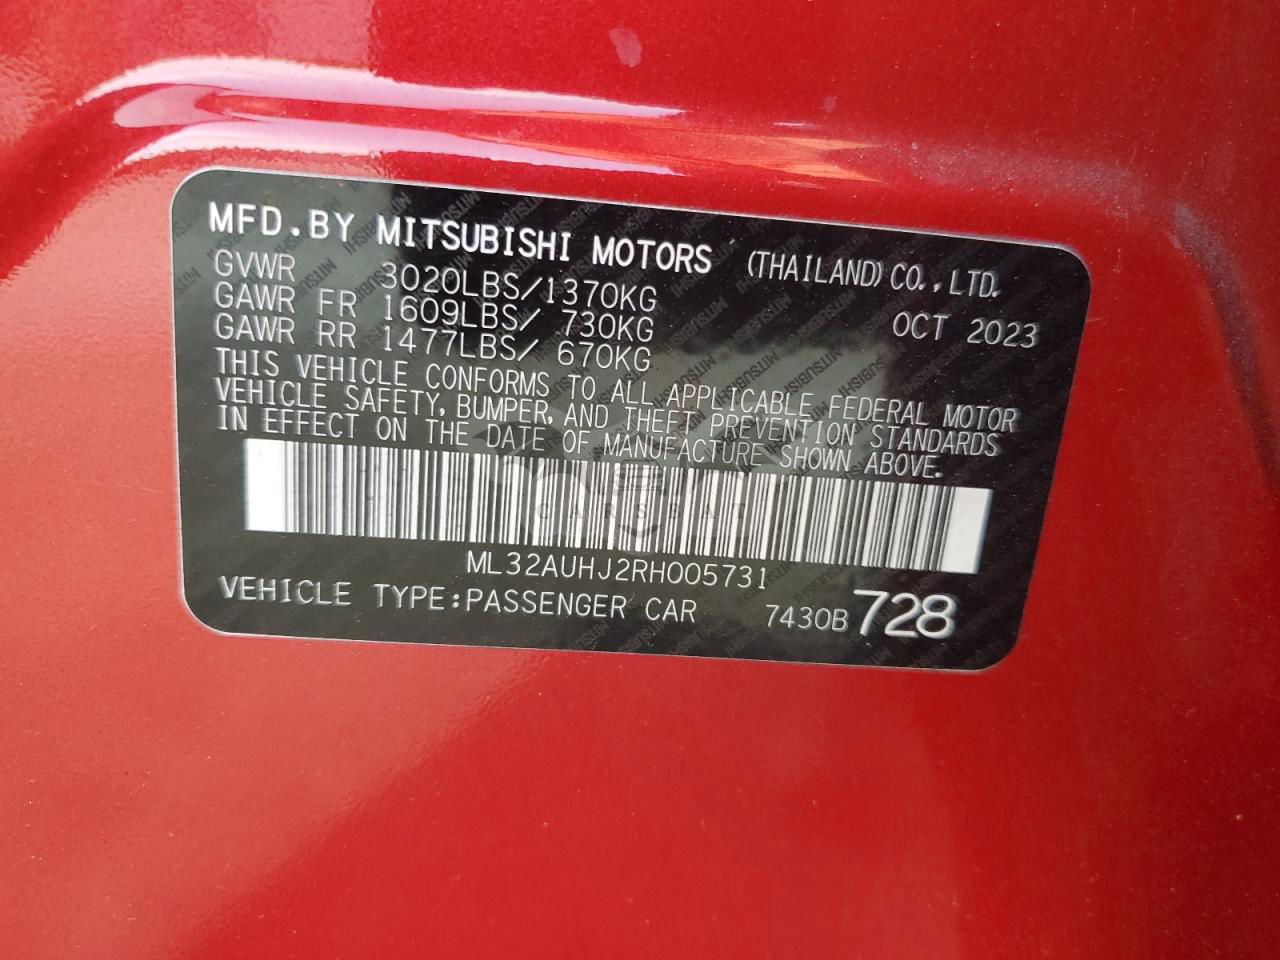 MFD.BY MITSUBISHI MOTORS (THAILAND) CO.,LTD.
GVWR 3020LBS/1370KG
GAWR FR 1609LBS/ 730KG OCT 2023
GAWR RR 1477LBS/ 670KG
THIS VEHICLE CONFORMS TO ALL APPLICABLE FEDERAL MOTOR
VEHICLE SAFETY, BUMPER, AND THEFT PREVENTION STANDARDS
IN EFFECT ON THE DATE OF MANUFACTURE SHOWN ABOVE.
CARSBAT
ML32AUHJ2RH005731
VEHICLE TYPE:PASSENGER CAR 7430B 728